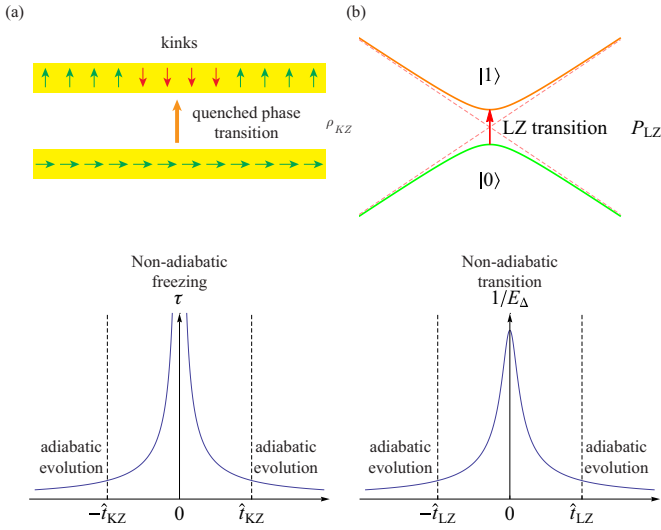 (a)
kinks
quenched phase
transition
ρ_KZ
(b)
|1⟩
LZ transition
P_LZ
|0⟩
Non-adiabatic
freezing
τ
adiabatic
evolution
adiabatic
evolution
−t̂_KZ
0
t̂_KZ
Non-adiabatic
transition
1/E_Δ
adiabatic
evolution
adiabatic
evolution
−t̂_LZ
0
t̂_LZ